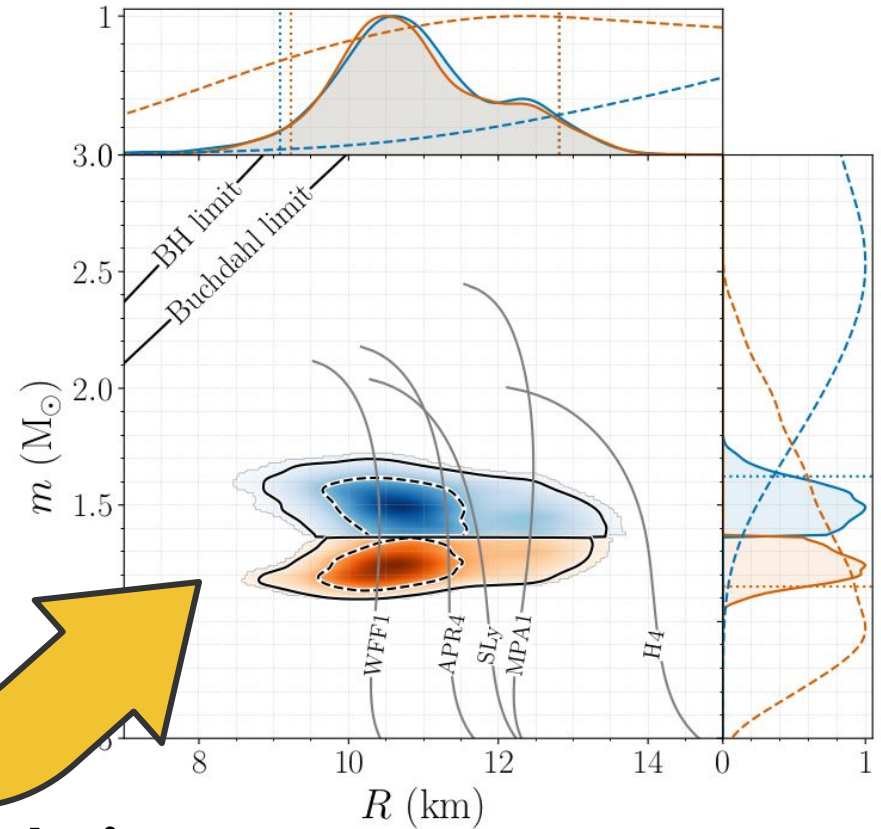 1
3.0
BH limit
Buchdahl limit
2.5
m (M⊙)
2.0
1.5
WFF1
APR4
SLy
MPA1
H4
8
10
12
14
0
1
R (km)